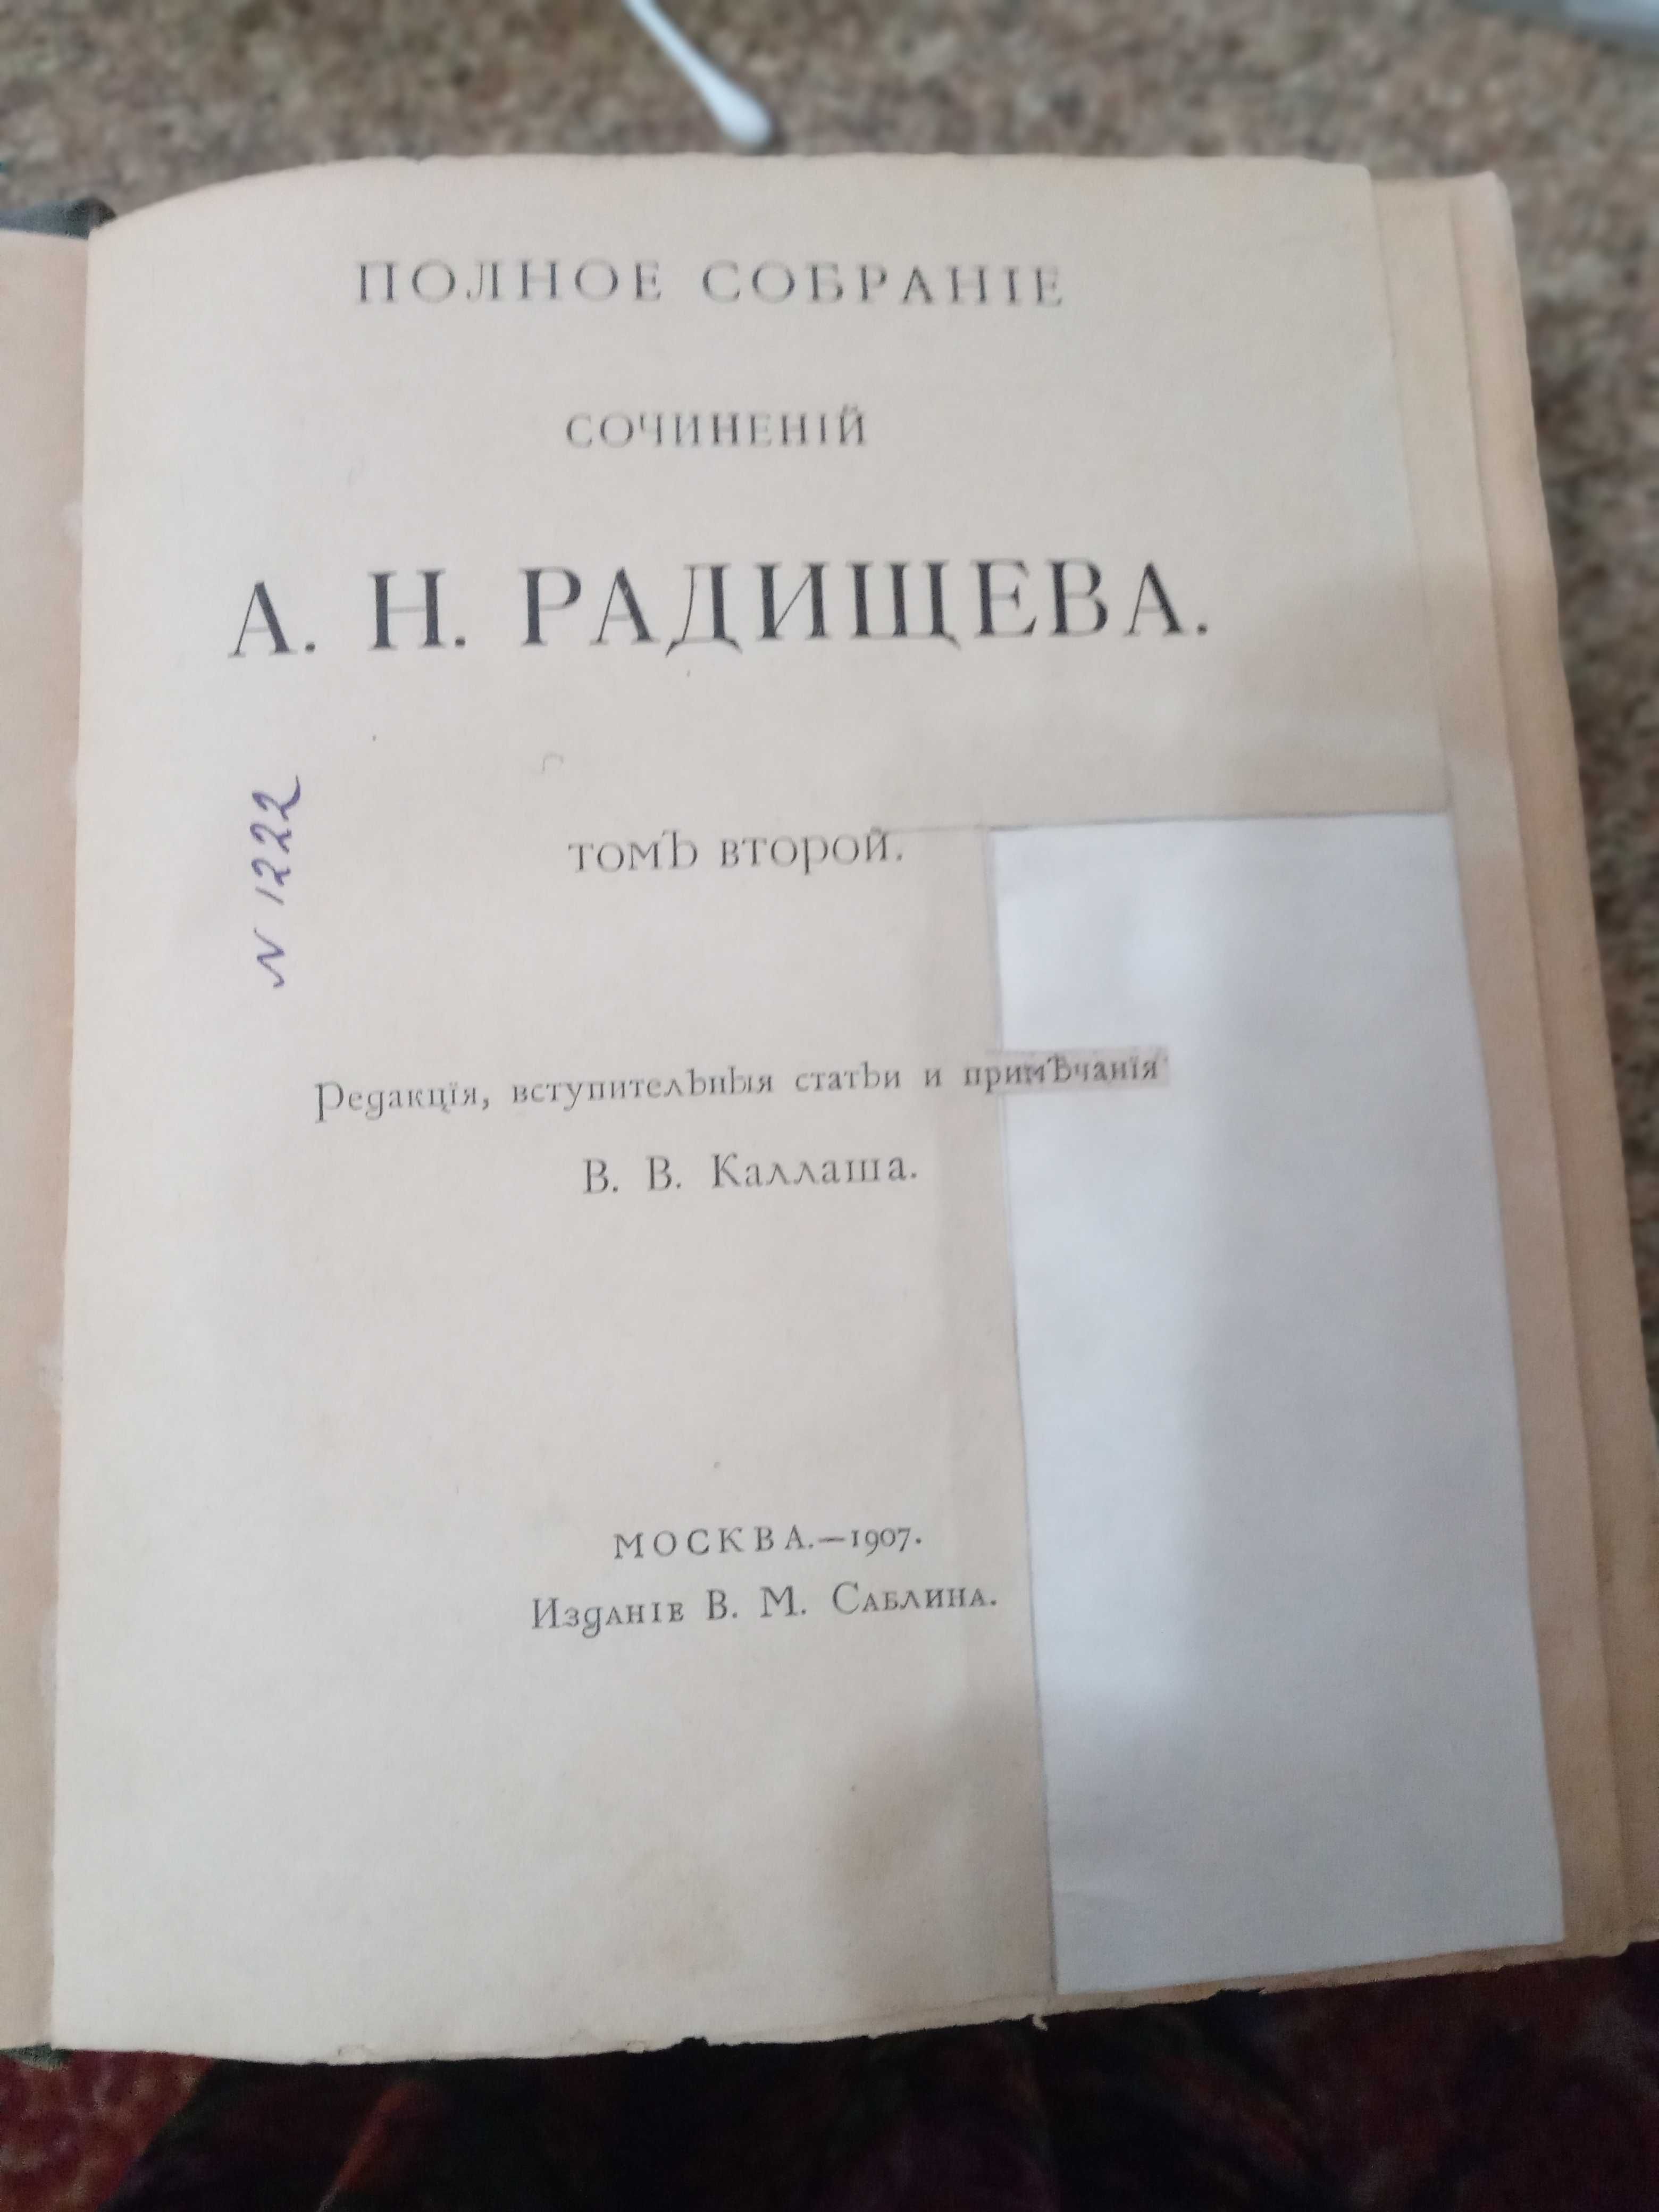 ПОЛНОЕ СОБРАНІЕ
СОЧИНЕНІЙ
А. Н. РАДИЩЕВА.
N 1222
ТОМЪ ВТОРОЙ.
Редакція, вступительныя статьи и примѣчанія
В. В. Каллаша.
МОСКВА.—1907.
Изданіе В. М. Саблина.